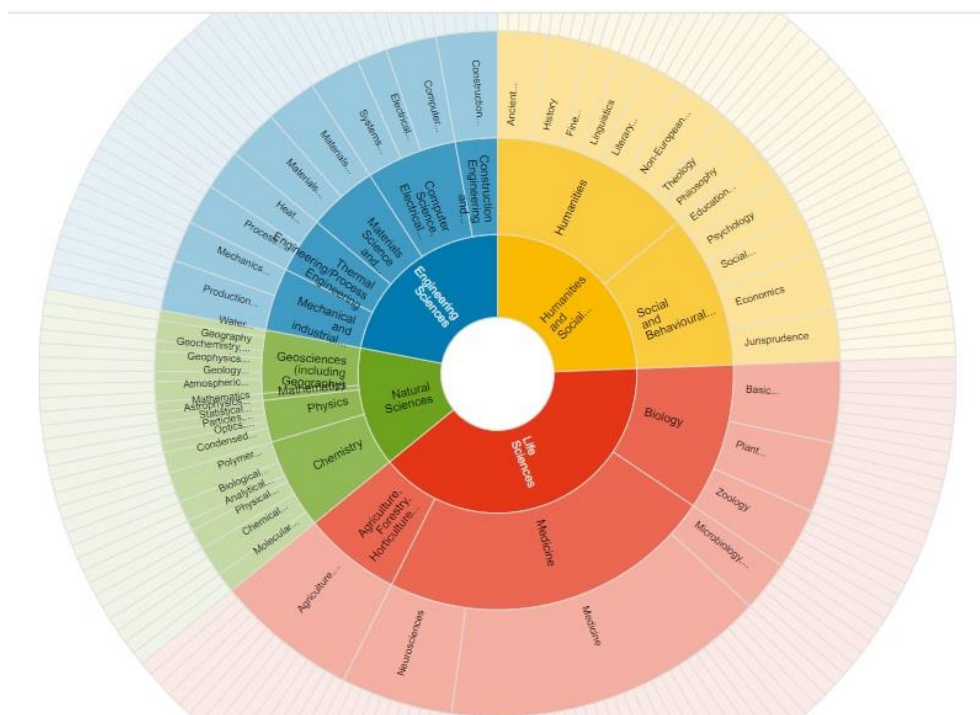 Humanities
and
Social...
Humanities
Social
and
Behavioural...
Ancient...
History
Fine...
Linguistics
Literary...
Non-European...
Theology
Philosophy
Education...
Psychology
Social...
Economics
Jurisprudence
Life
Sciences
Biology
Medicine
Agriculture,
Forestry,
Horticulture...
Basic...
Plant...
Zoology
Microbiology,...
Medicine
Neurosciences
Agriculture,...
Natural
Sciences
Chemistry
Physics
Mathematics
Geosciences
(including
Geography)
Molecular...
Chemical...
Physical...
Analytical...
Biological...
Polymer...
Condensed...
Optics,...
Particles,...
Statistical...
Astrophysics...
Mathematics
Atmospheric...
Geology...
Geophysics...
Geochemistry,...
Geography
Water...
Engineering
Sciences
Mechanical
and
industrial...
Thermal
Engineering/Process
Engineering
Materials
Science
and...
Computer
Science,
Electrical...
Construction
Engineering
and...
Production...
Mechanics...
Process...
Heat...
Materials...
Materials...
Systems...
Electrical...
Computer...
Construction...